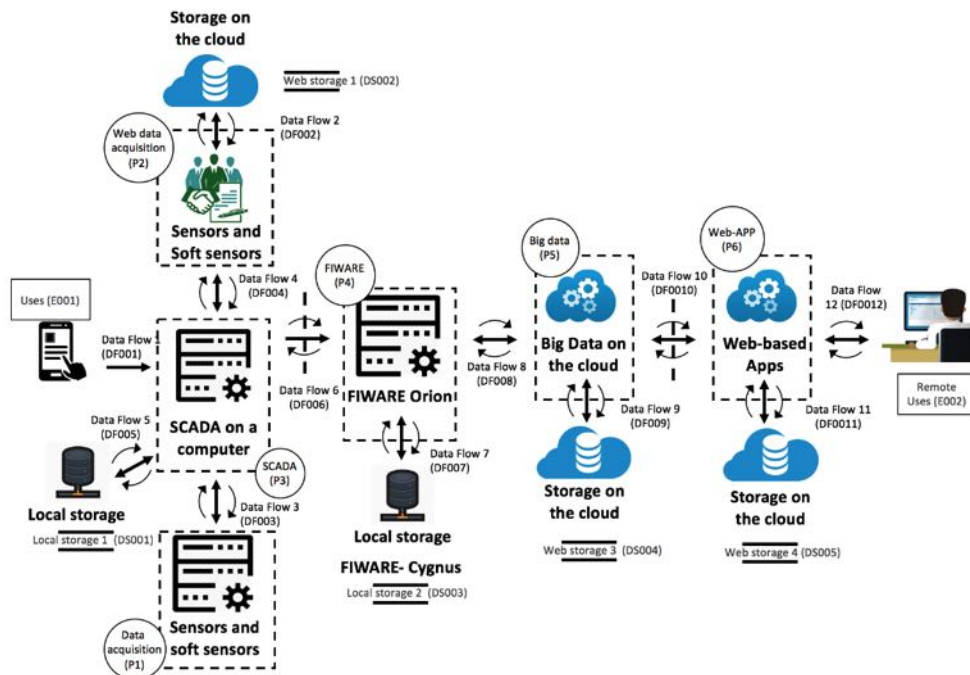 Storage on
the cloud
Web storage 1 (DS002)
Data Flow 2
(DF002)
Web data
acquisition
(P2)
Sensors and
Soft sensors
Data Flow 4
(DF004)
Uses (E001)
Data Flow 1
(DF001)
SCADA on a
computer
Data Flow 5
(DF005)
Local storage
Local storage 1 (DS001)
SCADA
(P3)
Data Flow 3
(DF003)
Sensors and
soft sensors
Data
acquisition
(P1)
Data Flow 6
(DF006)
FIWARE
(P4)
FIWARE Orion
Data Flow 7
(DF007)
Local storage
FIWARE- Cygnus
Local storage 2 (DS003)
Data Flow 8
(DF008)
Big data
(P5)
Big Data on
the cloud
Data Flow 9
(DF009)
Storage on
the cloud
Web storage 3 (DS004)
Data Flow 10
(DF0010)
Web-APP
(P6)
Web-based
Apps
Data Flow 11
(DF0011)
Storage on
the cloud
Web storage 4 (DS005)
Data Flow
12 (DF0012)
Remote
Uses (E002)